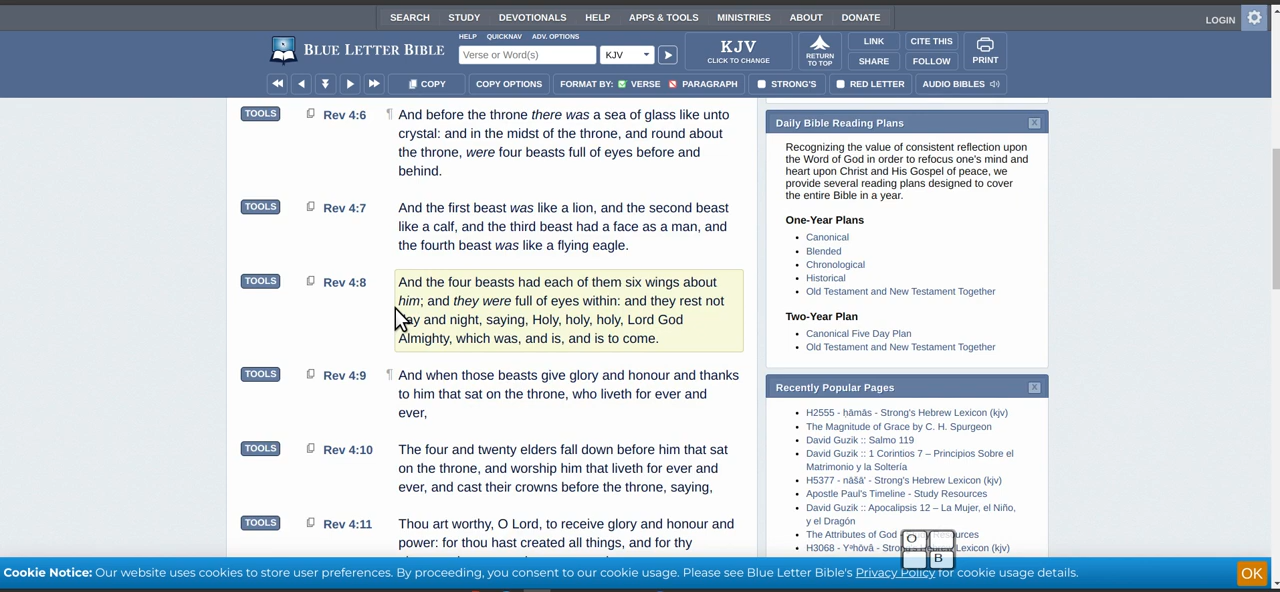 SEARCH STUDY DEVOTIONALS HELP APPS & TOOLS MINISTRIES ABOUT DONATE LOGIN
BLUE LETTER BIBLE
HELP QUICKNAV ADV. OPTIONS
Verse or Word(s) KJV
KJV
CLICK TO CHANGE
RETURN
TO TOP
LINK CITE THIS
SHARE FOLLOW
PRINT
COPY COPY OPTIONS FORMAT BY: VERSE PARAGRAPH STRONG'S RED LETTER AUDIO BIBLES
TOOLS Rev 4:6 ¶ And before the throne there was a sea of glass like unto
crystal: and in the midst of the throne, and round about
the throne, were four beasts full of eyes before and
behind.
TOOLS Rev 4:7 And the first beast was like a lion, and the second beast
like a calf, and the third beast had a face as a man, and
the fourth beast was like a flying eagle.
TOOLS Rev 4:8 And the four beasts had each of them six wings about
him; and they were full of eyes within: and they rest not
and night, saying, Holy, holy, holy, Lord God
Almighty, which was, and is, and is to come.
TOOLS Rev 4:9 ¶ And when those beasts give glory and honour and thanks
to him that sat on the throne, who liveth for ever and
ever,
TOOLS Rev 4:10 The four and twenty elders fall down before him that sat
on the throne, and worship him that liveth for ever and
ever, and cast their crowns before the throne, saying,
TOOLS Rev 4:11 Thou art worthy, O Lord, to receive glory and honour and
power: for thou hast created all things, and for thy
Daily Bible Reading Plans X
Recognizing the value of consistent reflection upon
the Word of God in order to refocus one's mind and
heart upon Christ and His Gospel of peace, we
provide several reading plans designed to cover
the entire Bible in a year.
One-Year Plans
• Canonical
• Blended
• Chronological
• Historical
• Old Testament and New Testament Together
Two-Year Plan
• Canonical Five Day Plan
• Old Testament and New Testament Together
Recently Popular Pages X
• H2555 - ḥāmās - Strong's Hebrew Lexicon (kjv)
• The Magnitude of Grace by C. H. Spurgeon
• David Guzik :: Salmo 119
• David Guzik :: 1 Corintios 7 – Principios Sobre el
Matrimonio y la Soltería
• H5377 - nāšā' - Strong's Hebrew Lexicon (kjv)
• Apostle Paul's Timeline - Study Resources
• David Guzik :: Apocalipsis 12 – La Mujer, el Niño,
y el Dragón
• The Attributes of God
• H3068 - Yᵊhōvâ - Lexicon (kjv)
O
B
Cookie Notice: Our website uses cookies to store user preferences. By proceeding, you consent to our cookie usage. Please see Blue Letter Bible's Privacy Policy for cookie usage details. OK